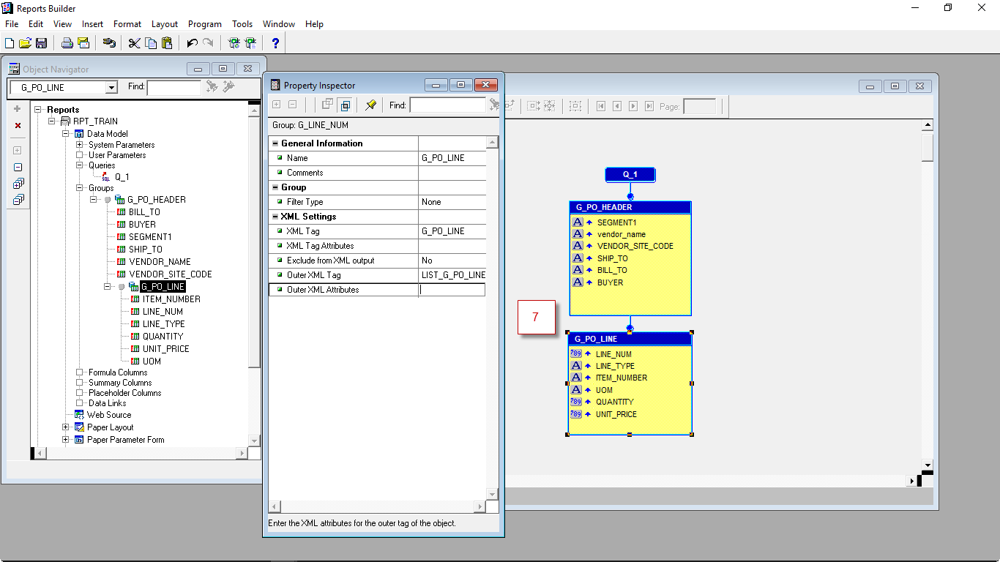 Reports Builder
File Edit View Insert Format Layout Program Tools Window Help
Object Navigator
G_PO_LINE Find:
Reports
RPT_TRAIN
Data Model
System Parameters
User Parameters
Queries
SQL Q_1
Groups
G_PO_HEADER
BILL_TO
BUYER
SEGMENT1
SHIP_TO
VENDOR_NAME
VENDOR_SITE_CODE
G_PO_LINE
ITEM_NUMBER
LINE_NUM
LINE_TYPE
QUANTITY
UNIT_PRICE
UOM
Formula Columns
Summary Columns
Placeholder Columns
Data Links
Web Source
Paper Layout
Paper Parameter Form
Property Inspector
Find:
Group: G_LINE_NUM
General Information
Name G_PO_LINE
Comments
Group
Filter Type None
XML Settings
XML Tag G_PO_LINE
XML Tag Attributes
Exclude from XML output No
Outer XML Tag LIST_G_PO_LINE
Outer XML Attributes
Enter the XML attributes for the outer tag of the object.
Page:
Q_1
G_PO_HEADER
A SEGMENT1
A vendor_name
A VENDOR_SITE_CODE
A SHIP_TO
A BILL_TO
A BUYER
7
G_PO_LINE
789 LINE_NUM
A LINE_TYPE
A ITEM_NUMBER
A UOM
789 QUANTITY
789 UNIT_PRICE